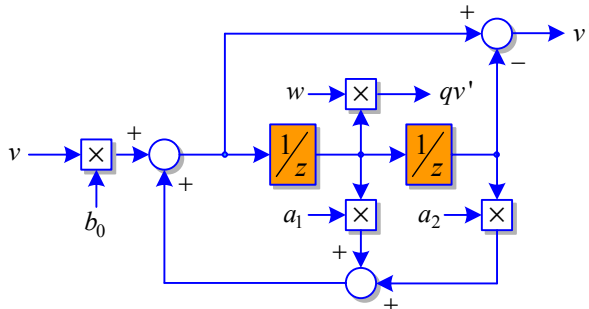 + v
−
w × qv'
v × + 1/z 1/z
+
b₀ a₁ × a₂ ×
+
+